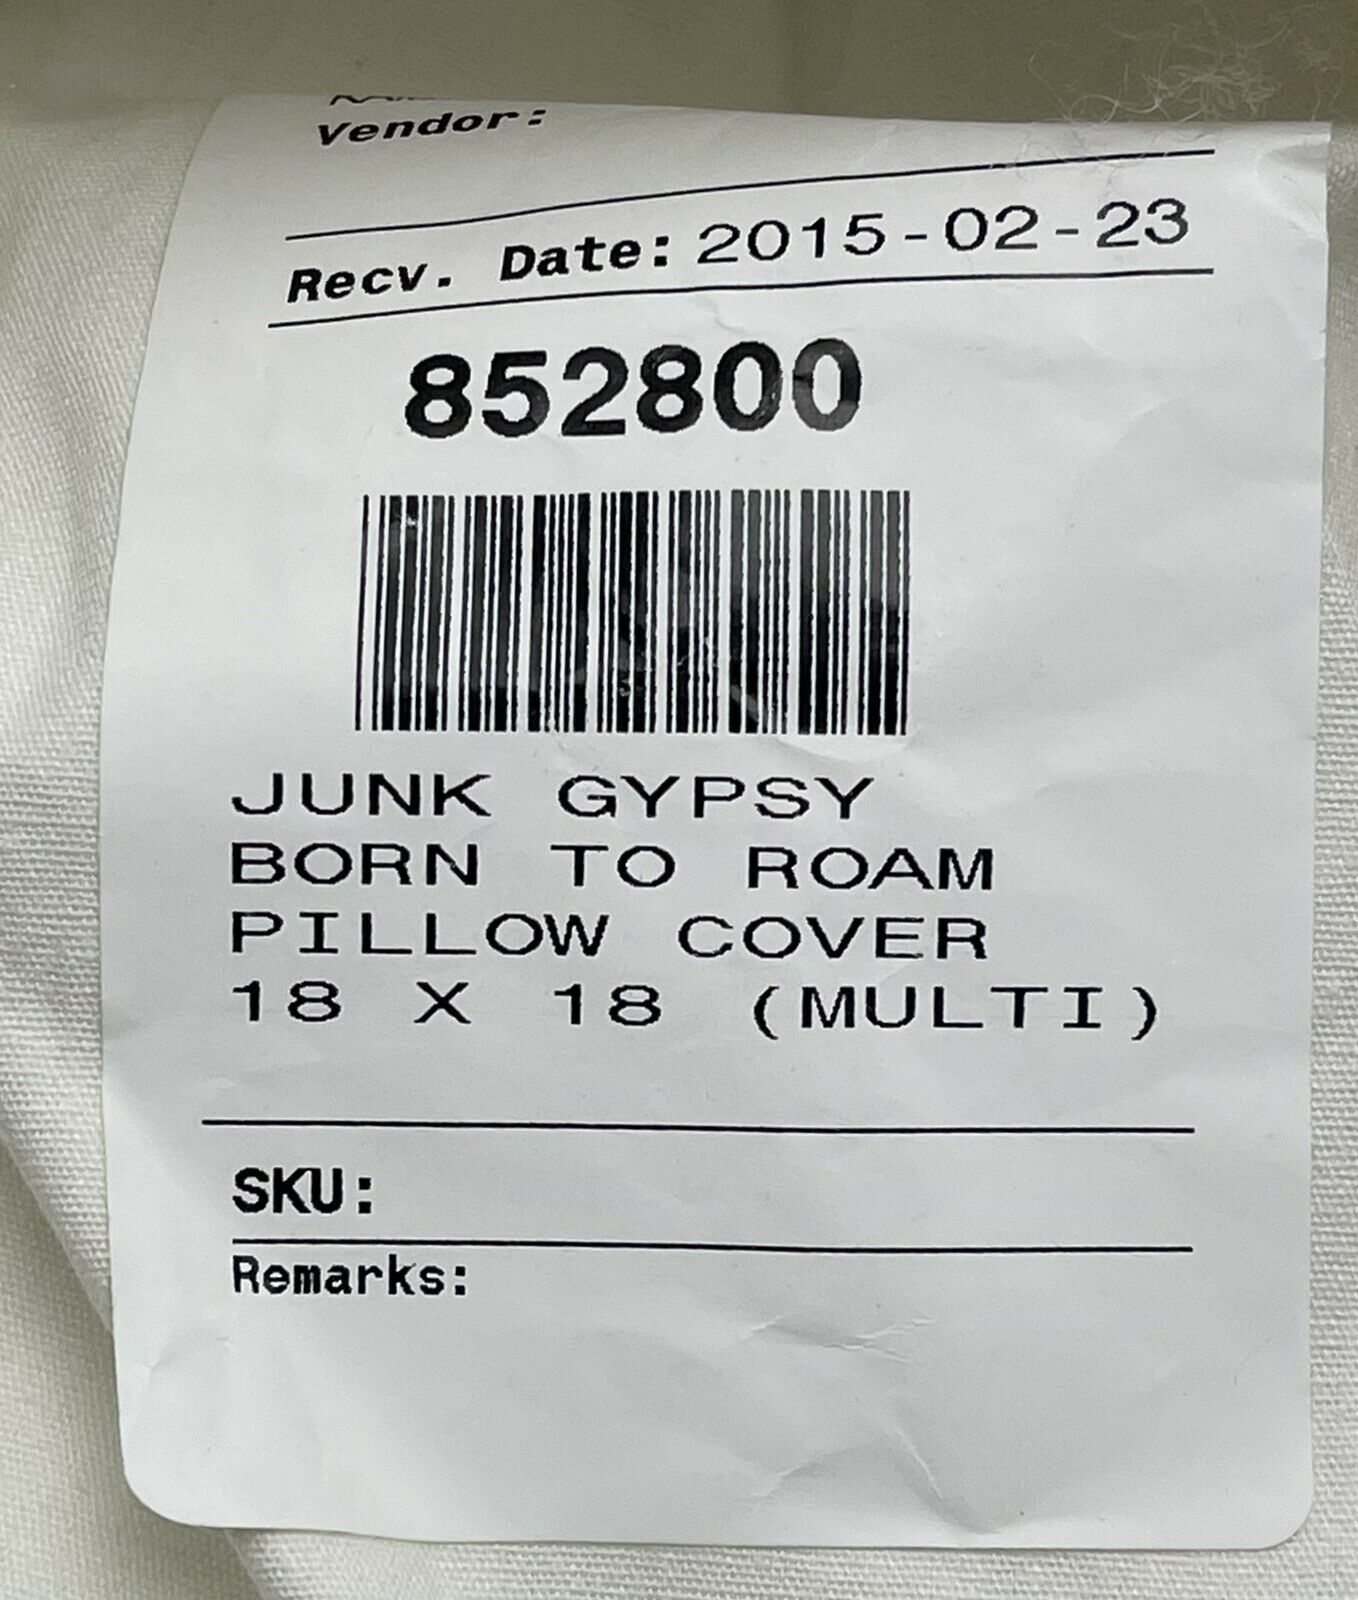 Vendor:
Recv. Date: 2015-02-23
852800
JUNK GYPSY
BORN TO ROAM
PILLOW COVER
18 X 18 (MULTI)
SKU:
Remarks: